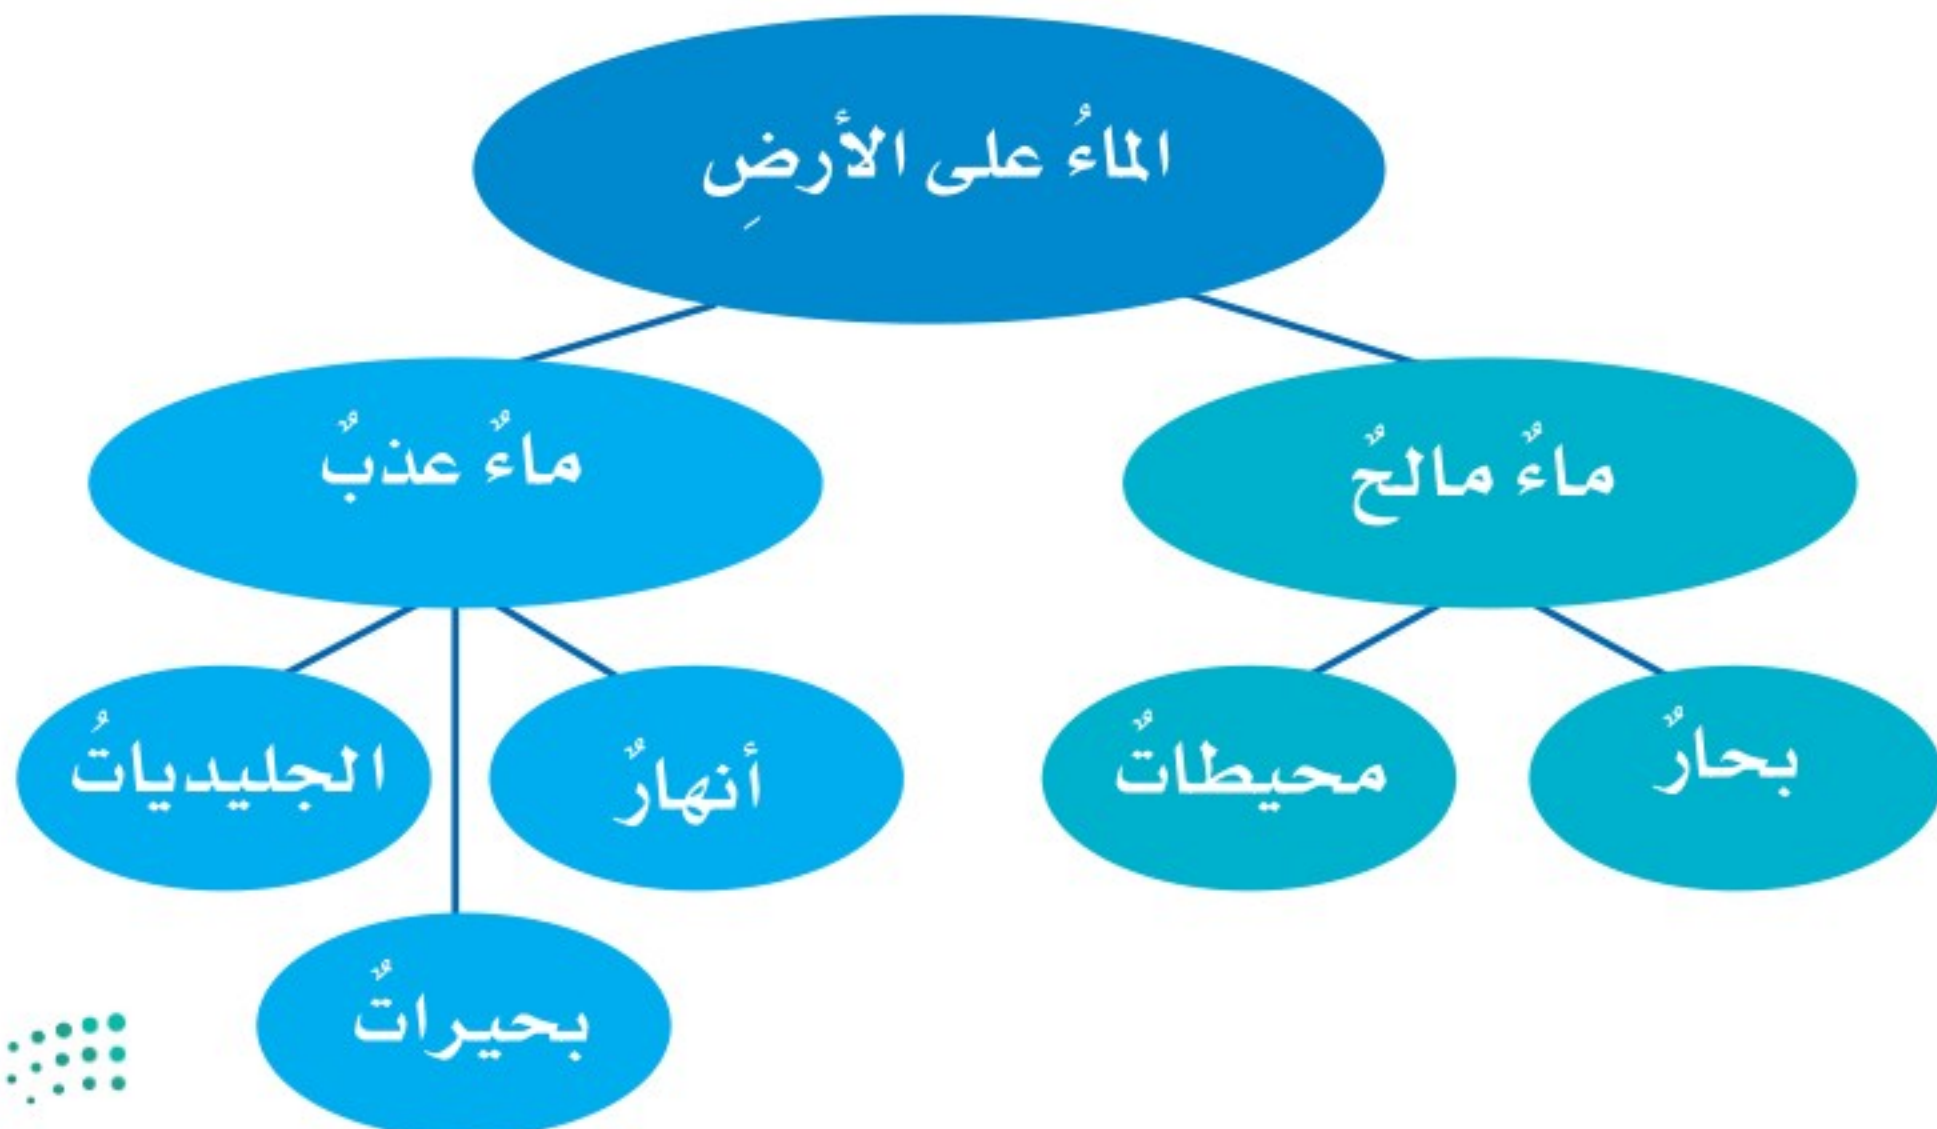 الماءُ على الأرضِ
ماءٌ مالحٌ
ماءٌ عذبٌ
بحارٌ
محيطاتٌ
أنهارٌ
الجليدياتُ
بحيراتٌ